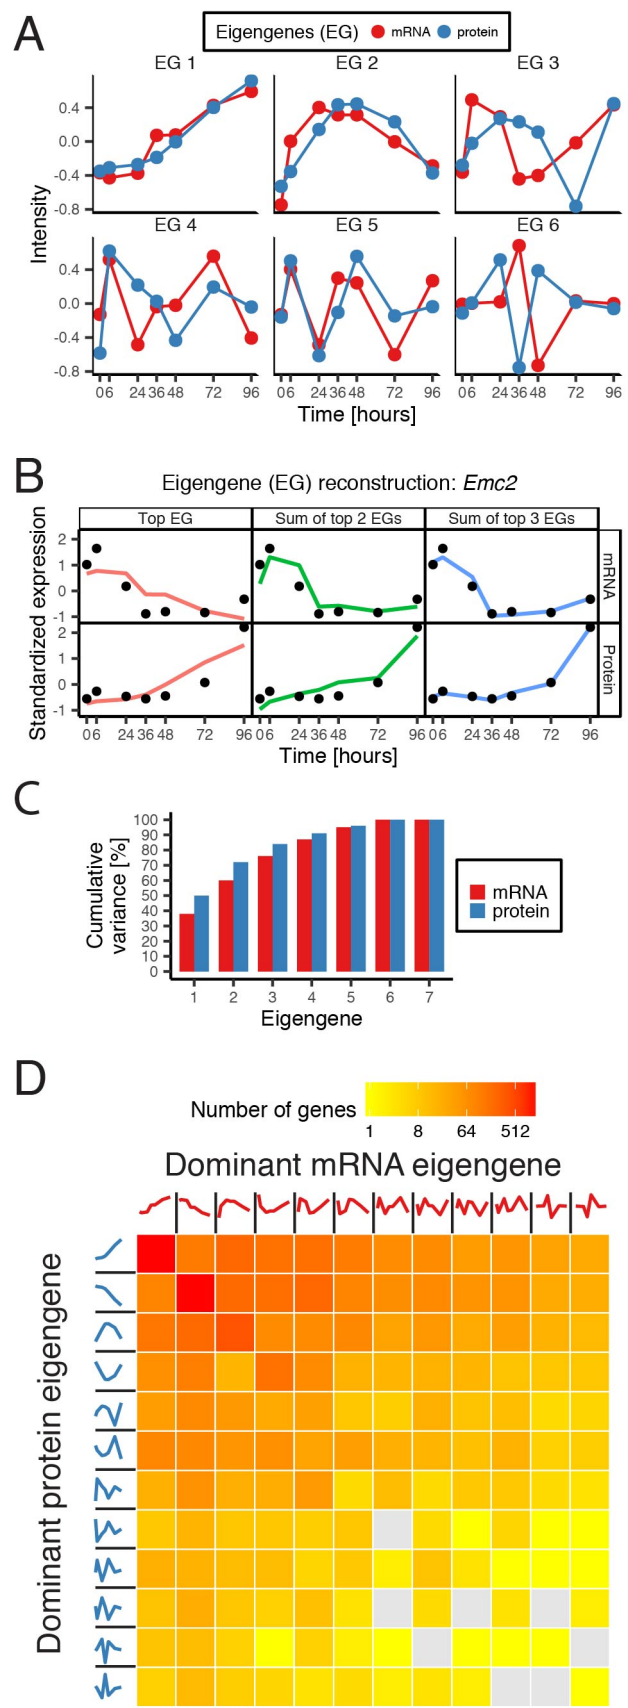 A
Eigengenes (EG) mRNA protein
EG 1 EG 2 EG 3
0.4
0.0
-0.4
-0.8
EG 4 EG 5 EG 6
0.4
0.0
-0.4
-0.8
Intensity
0 6 24 36 48 72 96 0 6 24 36 48 72 96 0 6 24 36 48 72 96
Time [hours]
B
Eigengene (EG) reconstruction: Emc2
Top EG Sum of top 2 EGs Sum of top 3 EGs
2
1
0
-1
mRNA
2
1
0
-1
Protein
Standardized expression
0 6 24 36 48 72 96 0 6 24 36 48 72 96 0 6 24 36 48 72 96
Time [hours]
C
100
90
80
70
60
50
40
30
20
10
0
Cumulative
variance [%]
mRNA
protein
1 2 3 4 5 6 7
Eigengene
D
Number of genes
1 8 64 512
Dominant mRNA eigengene
Dominant protein eigengene